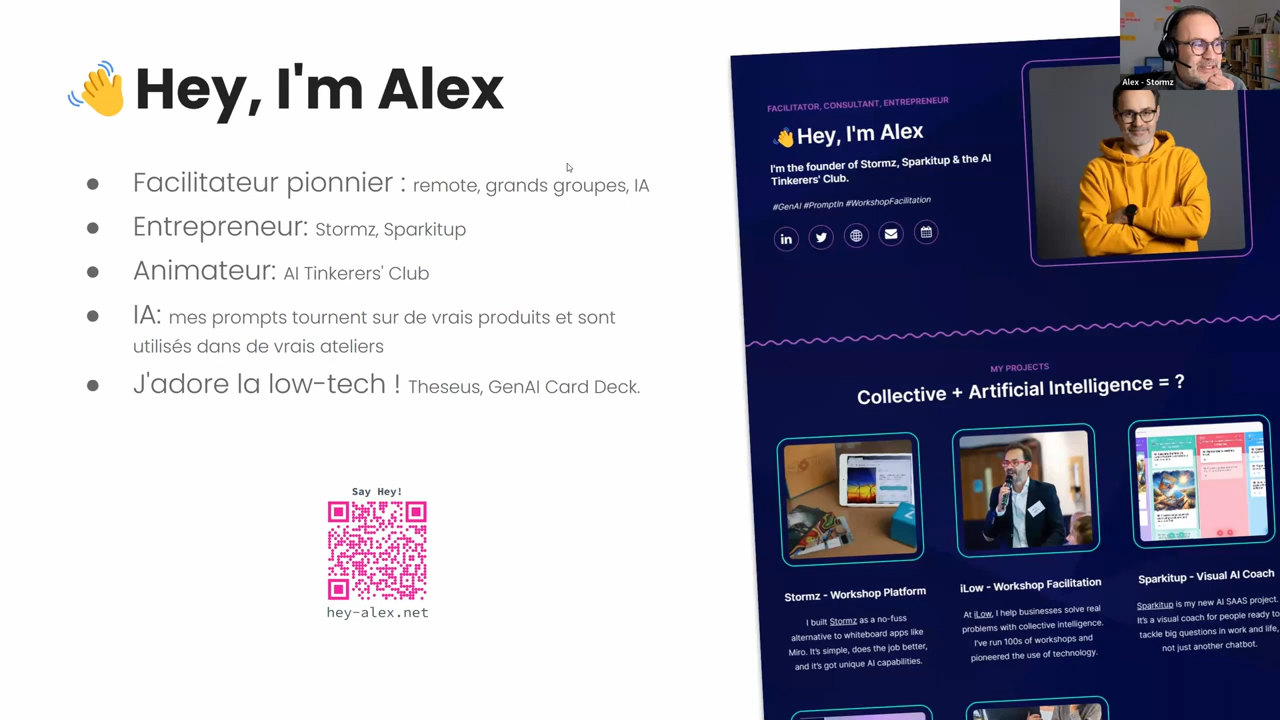 Hey, I'm Alex
Facilitateur pionnier : remote, grands groupes, IA
Entrepreneur: Stormz, Sparkitup
Animateur: AI Tinkerers' Club
IA: mes prompts tournent sur de vrais produits et sont
utilisés dans de vrais ateliers
J'adore la low-tech ! Theseus, GenAI Card Deck.
Say Hey!
hey-alex.net
FACILITATOR, CONSULTANT, ENTREPRENEUR
Hey, I'm Alex
I'm the founder of Stormz, Sparkitup & the AI
Tinkerers' Club.
#GenAI #PromptIn #WorkshopFacilitation
MY PROJECTS
Collective + Artificial Intelligence = ?
Stormz - Workshop Platform
I built Stormz as a no-fuss
alternative to whiteboard apps like
Miro. It's simple, does the job better,
and it's got unique AI capabilities.
iLow - Workshop Facilitation
At iLow, I help businesses solve real
problems with collective intelligence.
I've run 100s of workshops and
pioneered the use of technology.
Sparkitup - Visual AI Coach
Sparkitup is my new AI SAAS project.
It's a visual coach for people ready to
tackle big questions in work and life,
not just another chatbot.
Alex - Stormz